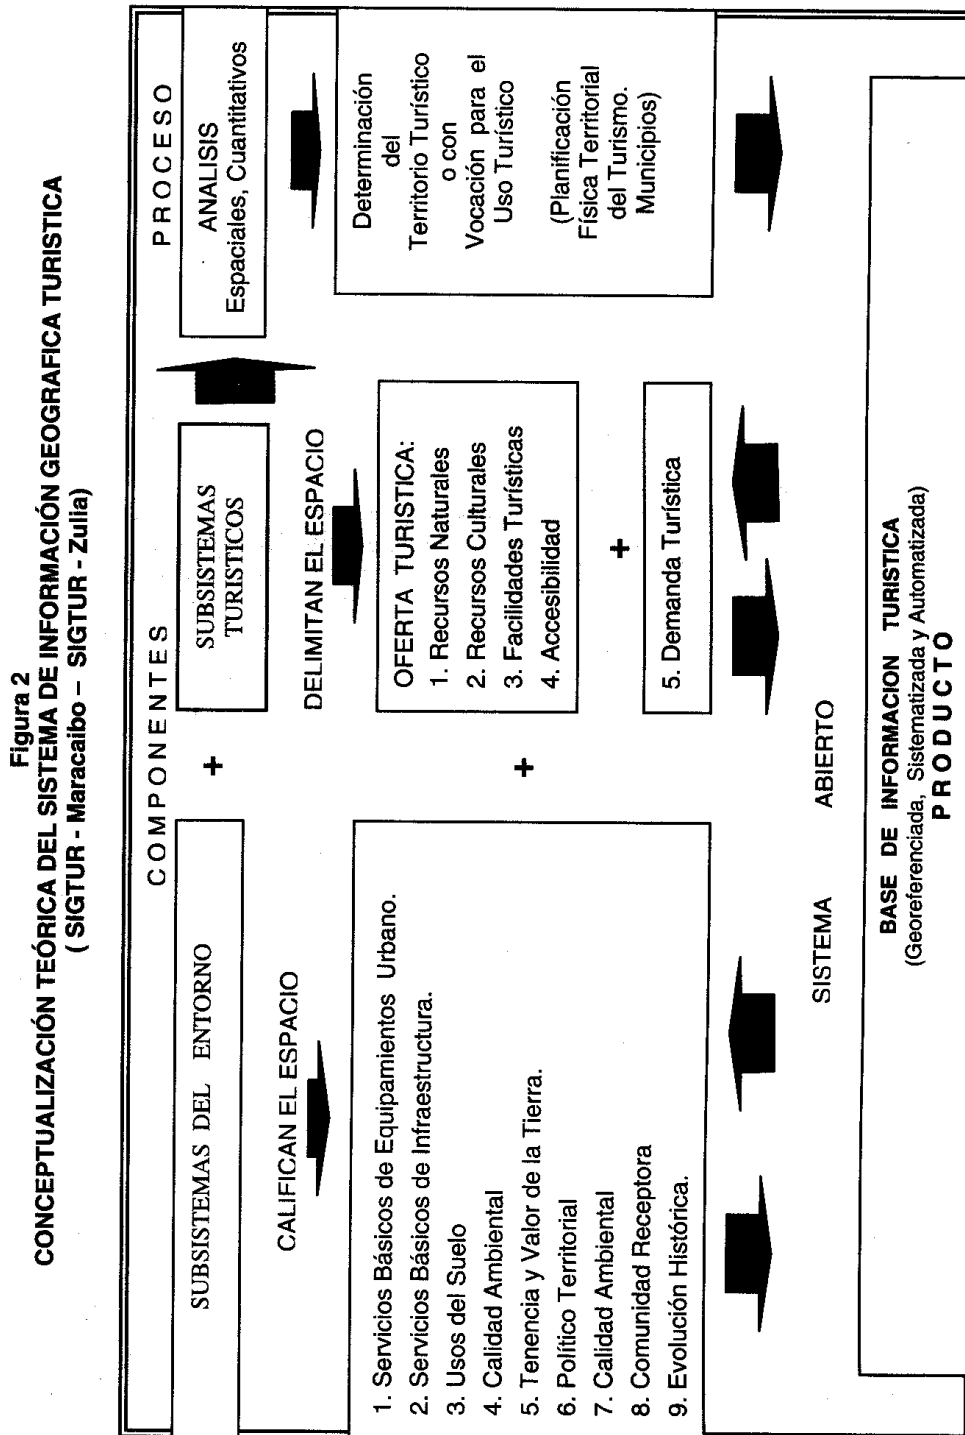 Figura 2
CONCEPTUALIZACIÓN TEÓRICA DEL SISTEMA DE INFORMACIÓN GEOGRAFICA TURISTICA
( SIGTUR - Maracaibo – SIGTUR - Zulia)
COMPONENTES
PROCESO
SUBSISTEMAS DEL ENTORNO
+
SUBSISTEMAS
TURISTICOS
ANALISIS
Espaciales, Cuantitativos
CALIFICAN EL ESPACIO
DELIMITAN EL ESPACIO
1. Servicios Básicos de Equipamientos Urbano.
2. Servicios Básicos de Infraestructura.
3. Usos del Suelo
4. Calidad Ambiental
5. Tenencia y Valor de la Tierra.
6. Político Territorial
7. Calidad Ambiental
8. Comunidad Receptora
9. Evolución Histórica.
+
OFERTA TURISTICA:
1. Recursos Naturales
2. Recursos Culturales
3. Facilidades Turísticas
4. Accesibilidad
+
5. Demanda Turística
Determinación
del
Territorio Turístico
o con
Vocación para el
Uso Turístico
(Planificación
Física Territorial
del Turismo.
Municipios)
SISTEMA ABIERTO
BASE DE INFORMACION TURISTICA
(Georeferenciada, Sistematizada y Automatizada)
PRODUCTO